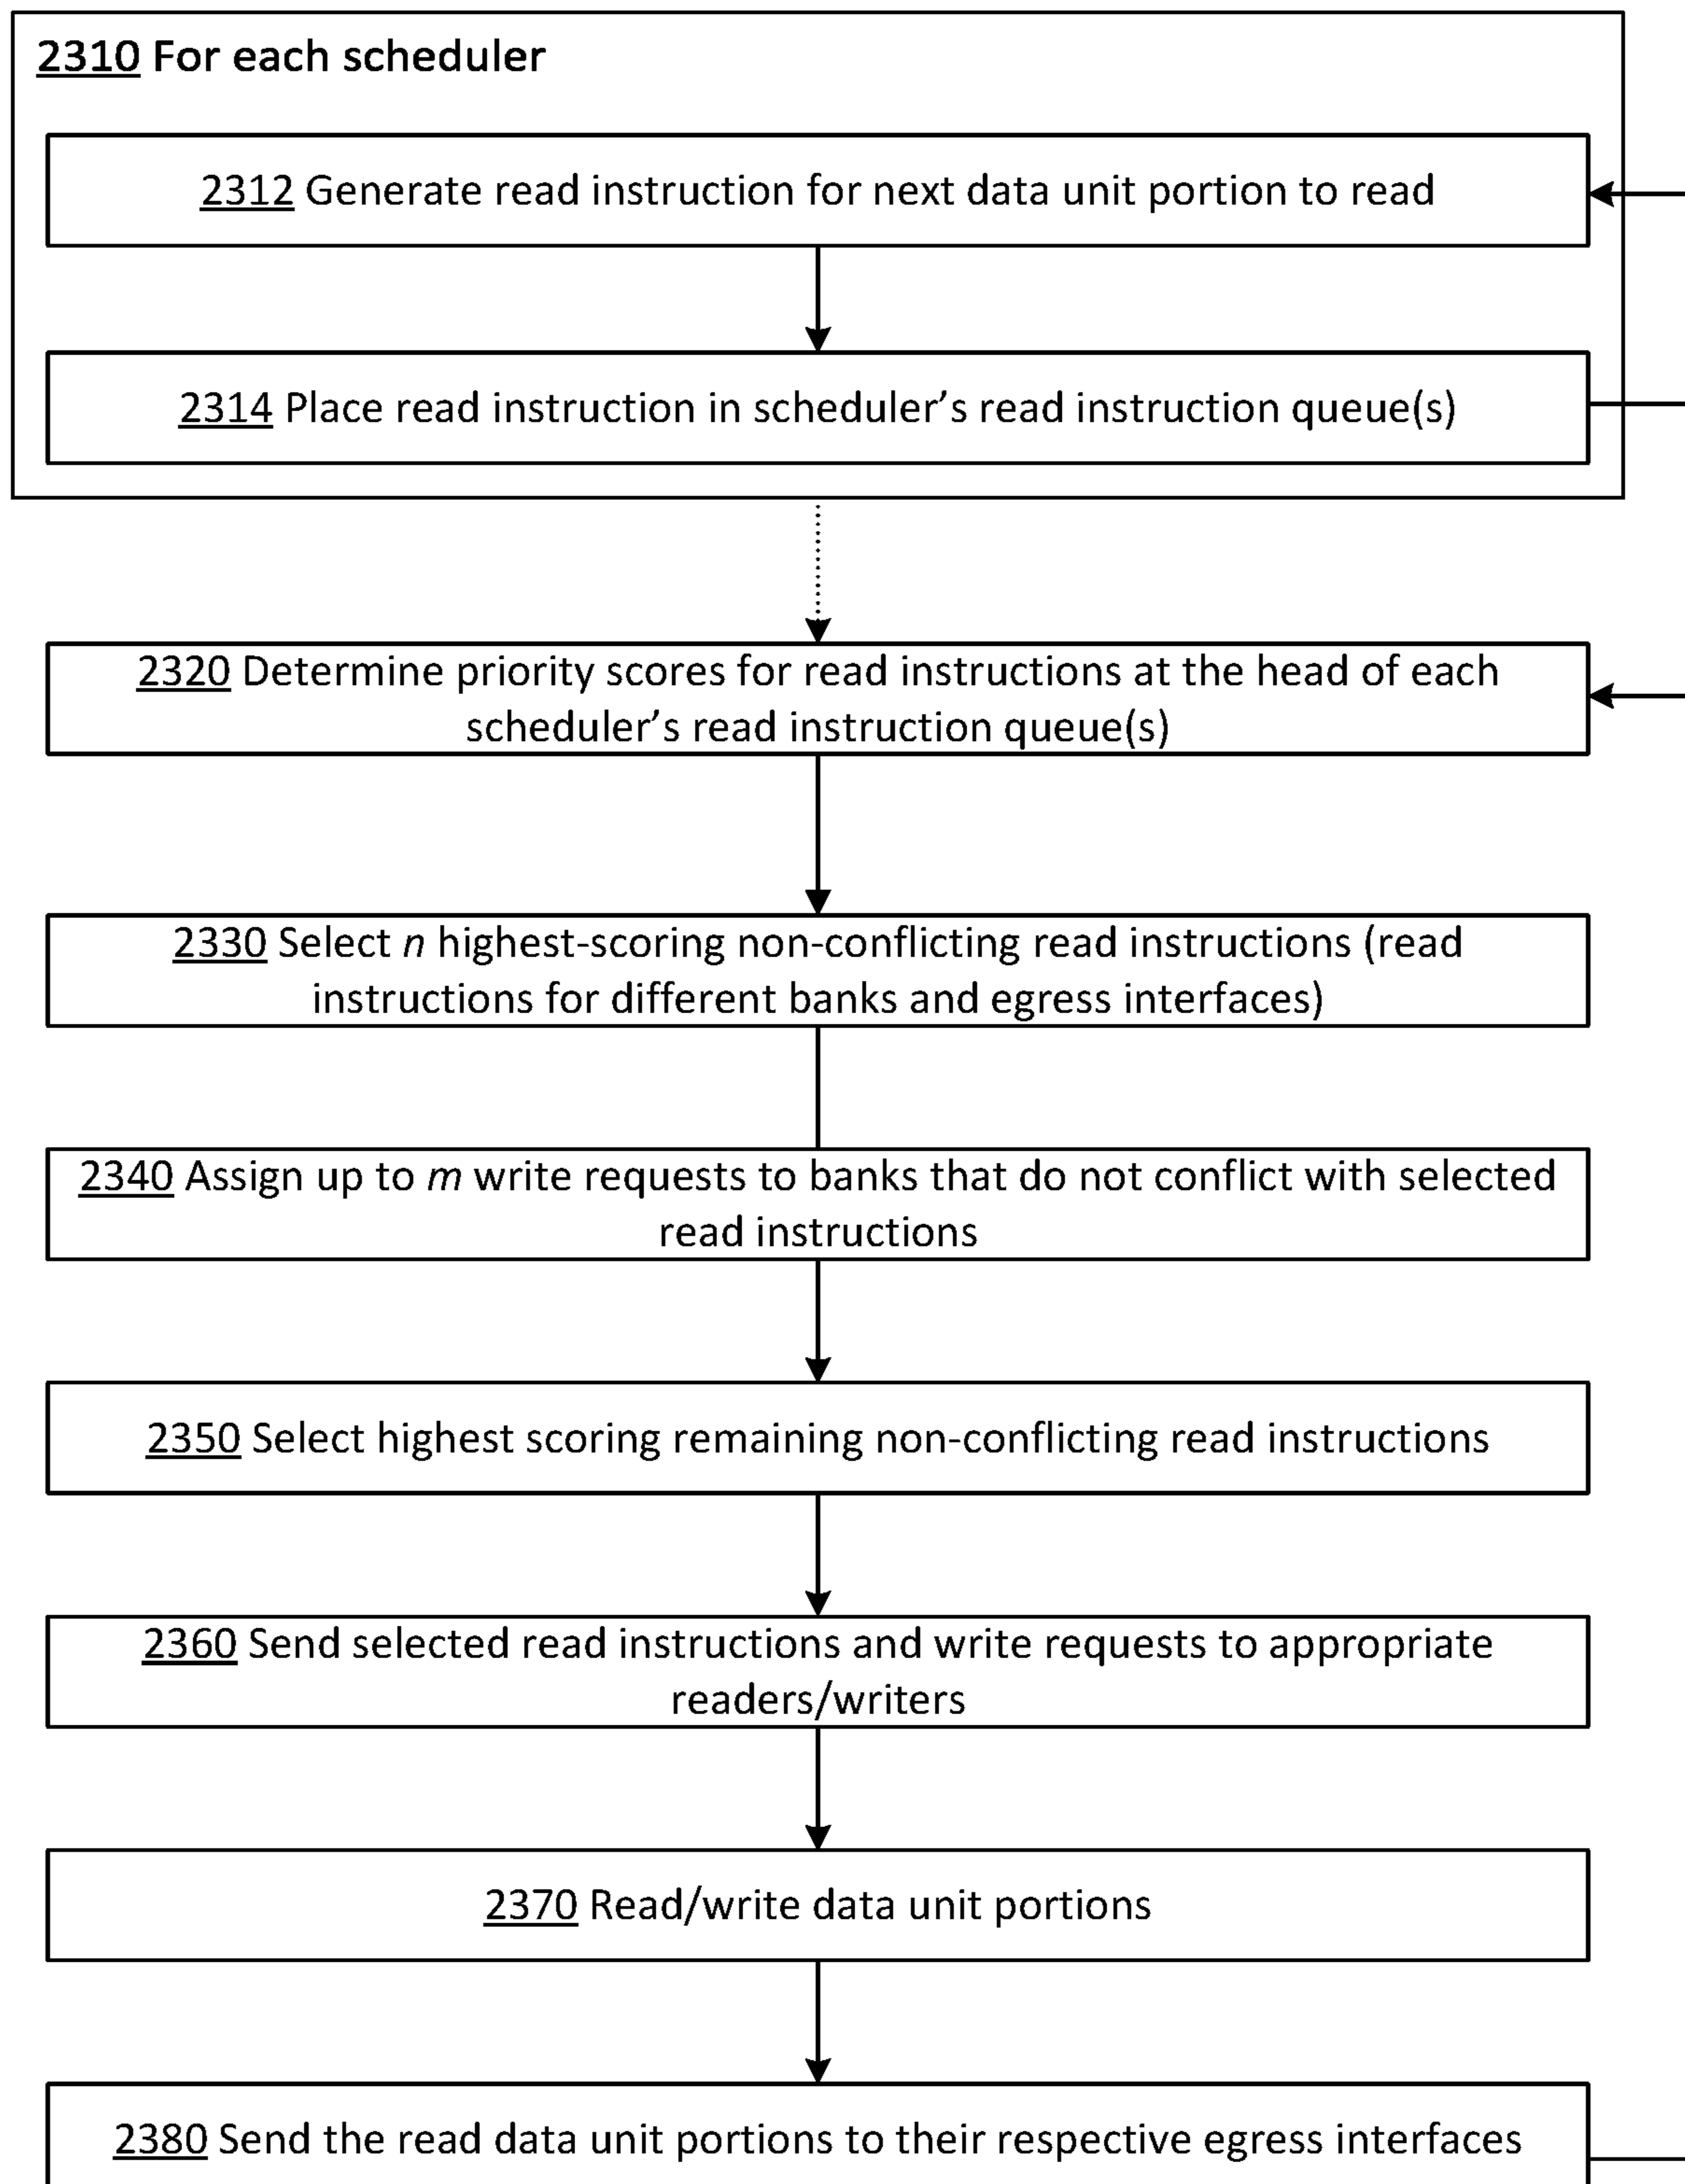 2310 For each scheduler
2312 Generate read instruction for next data unit portion to read
2314 Place read instruction in scheduler’s read instruction queue(s)
2320 Determine priority scores for read instructions at the head of each
scheduler’s read instruction queue(s)
2330 Select n highest-scoring non-conflicting read instructions (read
instructions for different banks and egress interfaces)
2340 Assign up to m write requests to banks that do not conflict with selected
read instructions
2350 Select highest scoring remaining non-conflicting read instructions
2360 Send selected read instructions and write requests to appropriate
readers/writers
2370 Read/write data unit portions
2380 Send the read data unit portions to their respective egress interfaces